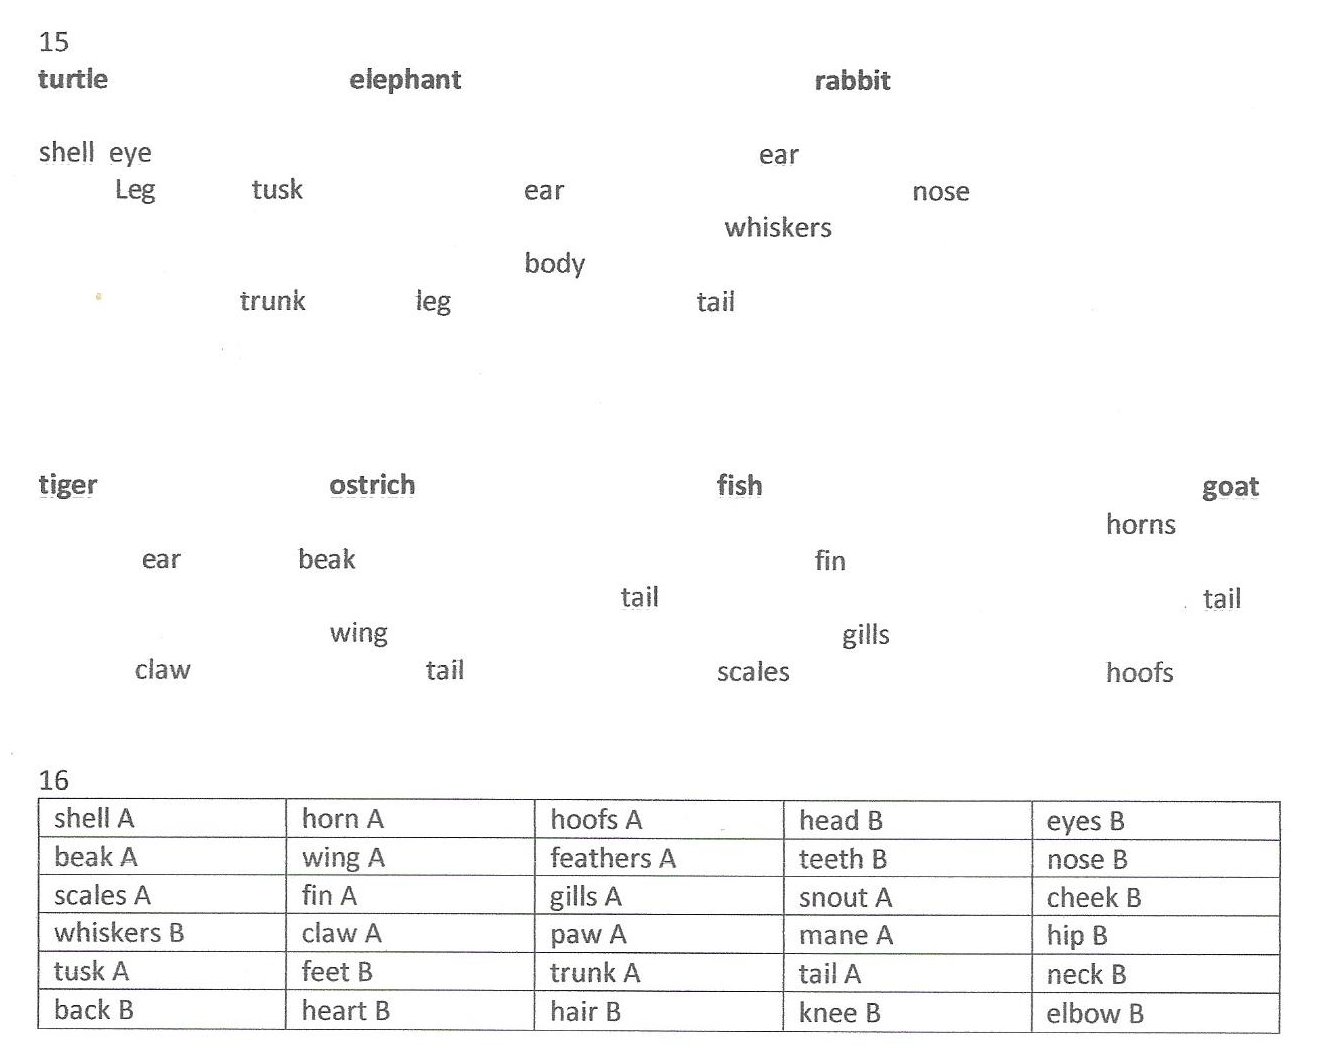 15
turtle elephant rabbit
shell eye ear
Leg tusk ear nose
whiskers
body
trunk leg tail
tiger ostrich fish goat
horns
ear beak fin
tail tail
wing gills
claw tail scales hoofs
16
shell A horn A hoofs A head B eyes B
beak A wing A feathers A teeth B nose B
scales A fin A gills A snout A cheek B
whiskers B claw A paw A mane A hip B
tusk A feet B trunk A tail A neck B
back B heart B hair B knee B elbow B